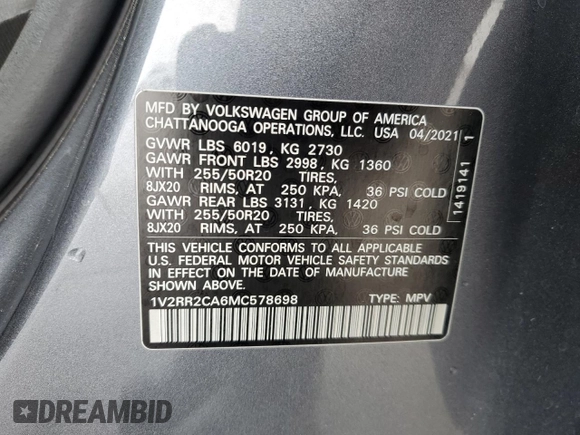 MFD BY VOLKSWAGEN GROUP OF AMERICA
CHATTANOOGA OPERATIONS, LLC. USA 04/2021
GVWR LBS 6019, KG 2730
GAWR FRONT LBS 2998, KG 1360
WITH 255/50R20 TIRES,
8JX20 RIMS, AT 250 KPA, 36 PSI COLD
GAWR REAR LBS 3131, KG 1420
WITH 255/50R20 TIRES,
8JX20 RIMS, AT 250 KPA, 36 PSI COLD
THIS VEHICLE CONFORMS TO ALL APPLICABLE
U.S. FEDERAL MOTOR VEHICLE SAFETY STANDARDS
IN EFFECT ON THE DATE OF MANUFACTURE
SHOWN ABOVE.
1V2RR2CA6MC578698 TYPE: MPV
1419141 1
DREAMBID